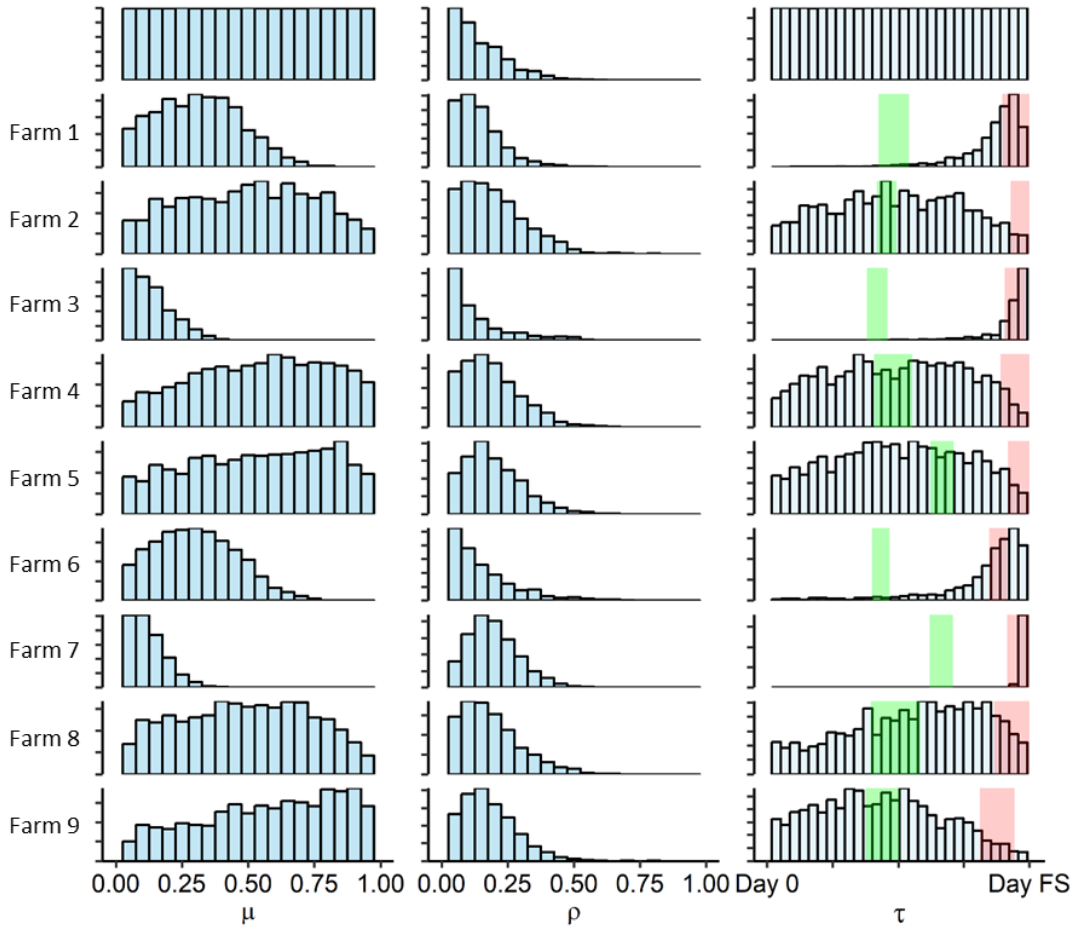 Farm 1
Farm 2
Farm 3
Farm 4
Farm 5
Farm 6
Farm 7
Farm 8
Farm 9
0.00 0.25 0.50 0.75 1.00 0.00 0.25 0.50 0.75 1.00 Day 0 Day FS
μ ρ τ